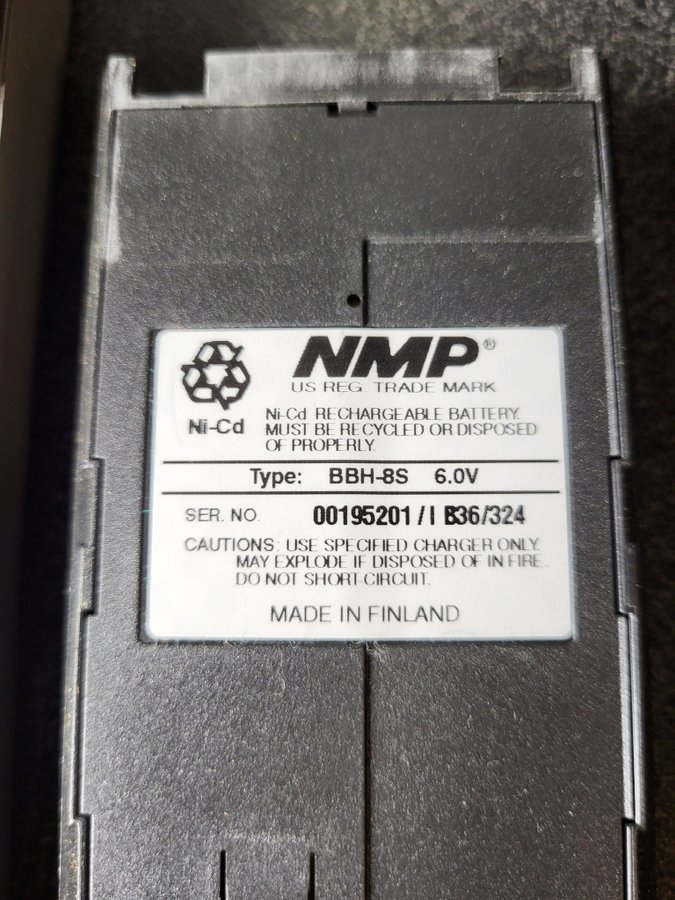 NMP®
US REG. TRADE MARK
Ni-Cd
Ni-Cd RECHARGEABLE BATTERY.
MUST BE RECYCLED OR DISPOSED
OF PROPERLY.
Type: BBH-8S 6.0V
SER. NO. 00195201 / I B36/324
CAUTIONS: USE SPECIFIED CHARGER ONLY.
MAY EXPLODE IF DISPOSED OF IN FIRE.
DO NOT SHORT-CIRCUIT.
MADE IN FINLAND